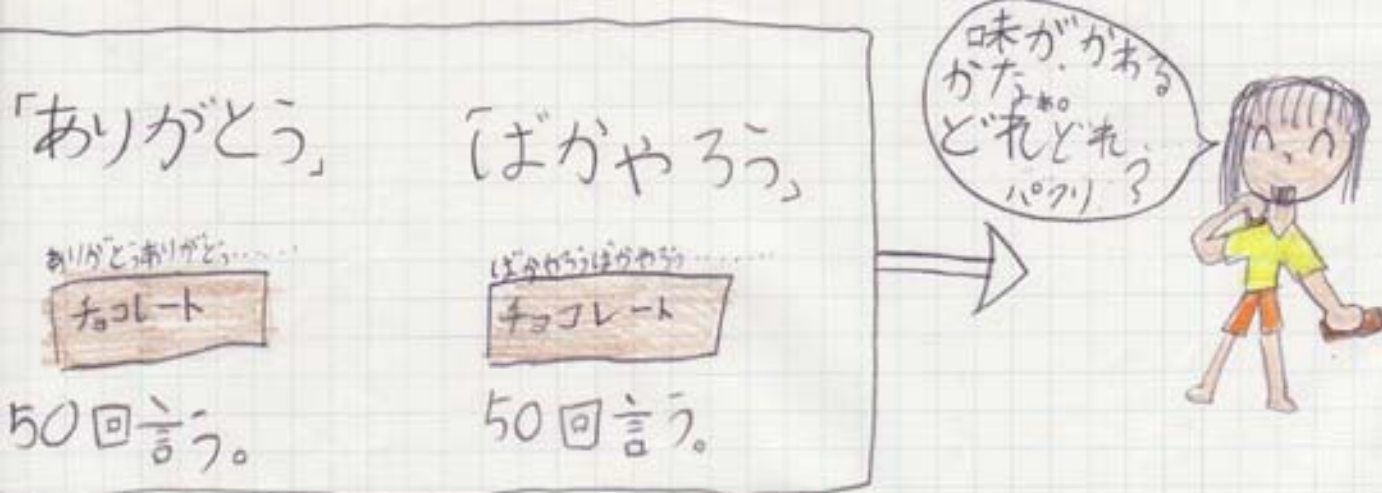 「ありがとう」
ありがとうありがとう……
チョコレート
50回言う。
「ばかやろう」
ばかやろうばかやろう………
チョコレート
50回言う。
味が、かわる
かなぁ。
どれどれ……
パクリ?